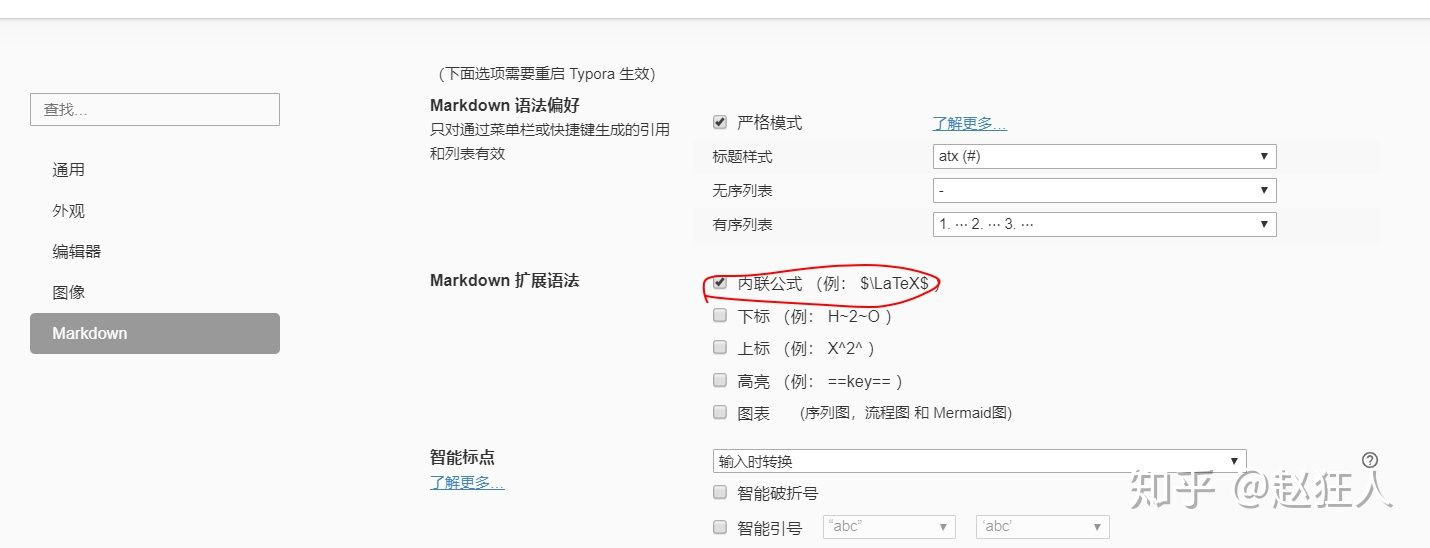 （下面选项需要重启 Typora 生效）
查找...
Markdown 语法偏好
只对通过菜单栏或快捷键生成的引用
和列表有效
严格模式 了解更多...
标题样式 atx (#)
无序列表 -
有序列表 1. ··· 2. ··· 3. ···
通用
外观
编辑器
图像
Markdown
Markdown 扩展语法
内联公式 （例： $\LaTeX$ ）
下标 （例： H~2~O ）
上标 （例： X^2^ ）
高亮 （例： ==key== ）
图表 (序列图，流程图 和 Mermaid图)
智能标点
了解更多...
输入时转换 ?
智能破折号
智能引号 “abc” ‘abc’
知乎 @赵狂人